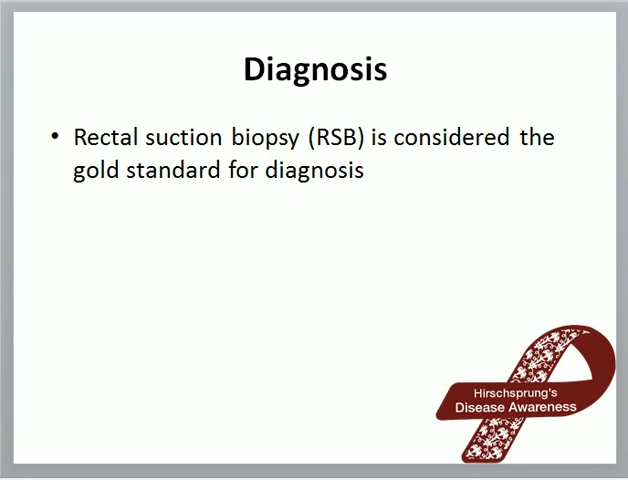 Diagnosis
• Rectal suction biopsy (RSB) is considered the
gold standard for diagnosis
Hirschsprung's
Disease Awareness